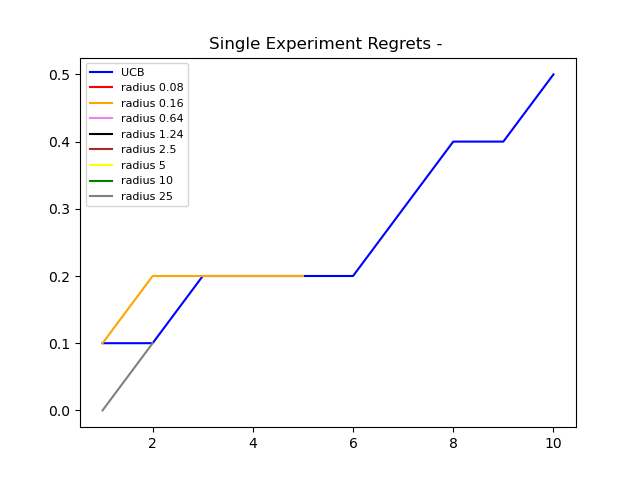 Single Experiment Regrets -
UCB
radius 0.08
radius 0.16
radius 0.64
radius 1.24
radius 2.5
radius 5
radius 10
radius 25
0.5
0.4
0.3
0.2
0.1
0.0
2 4 6 8 10